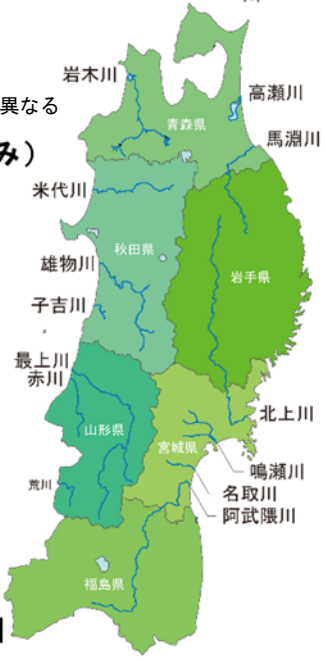 岩木川
異なる
高瀬川
青森県
み）
馬淵川
米代川
秋田県
雄物川
岩手県
子吉川
最上川
赤川
北上川
山形県
宮城県
鳴瀬川
荒川
名取川
阿武隈川
福島県